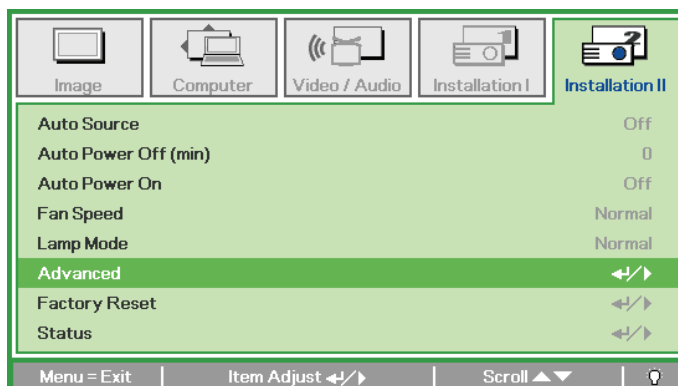 Image Computer Video / Audio Installation I Installation II
Auto Source Off
Auto Power Off (min) 0
Auto Power On Off
Fan Speed Normal
Lamp Mode Normal
Advanced
Factory Reset
Status
Menu = Exit Item Adjust Scroll